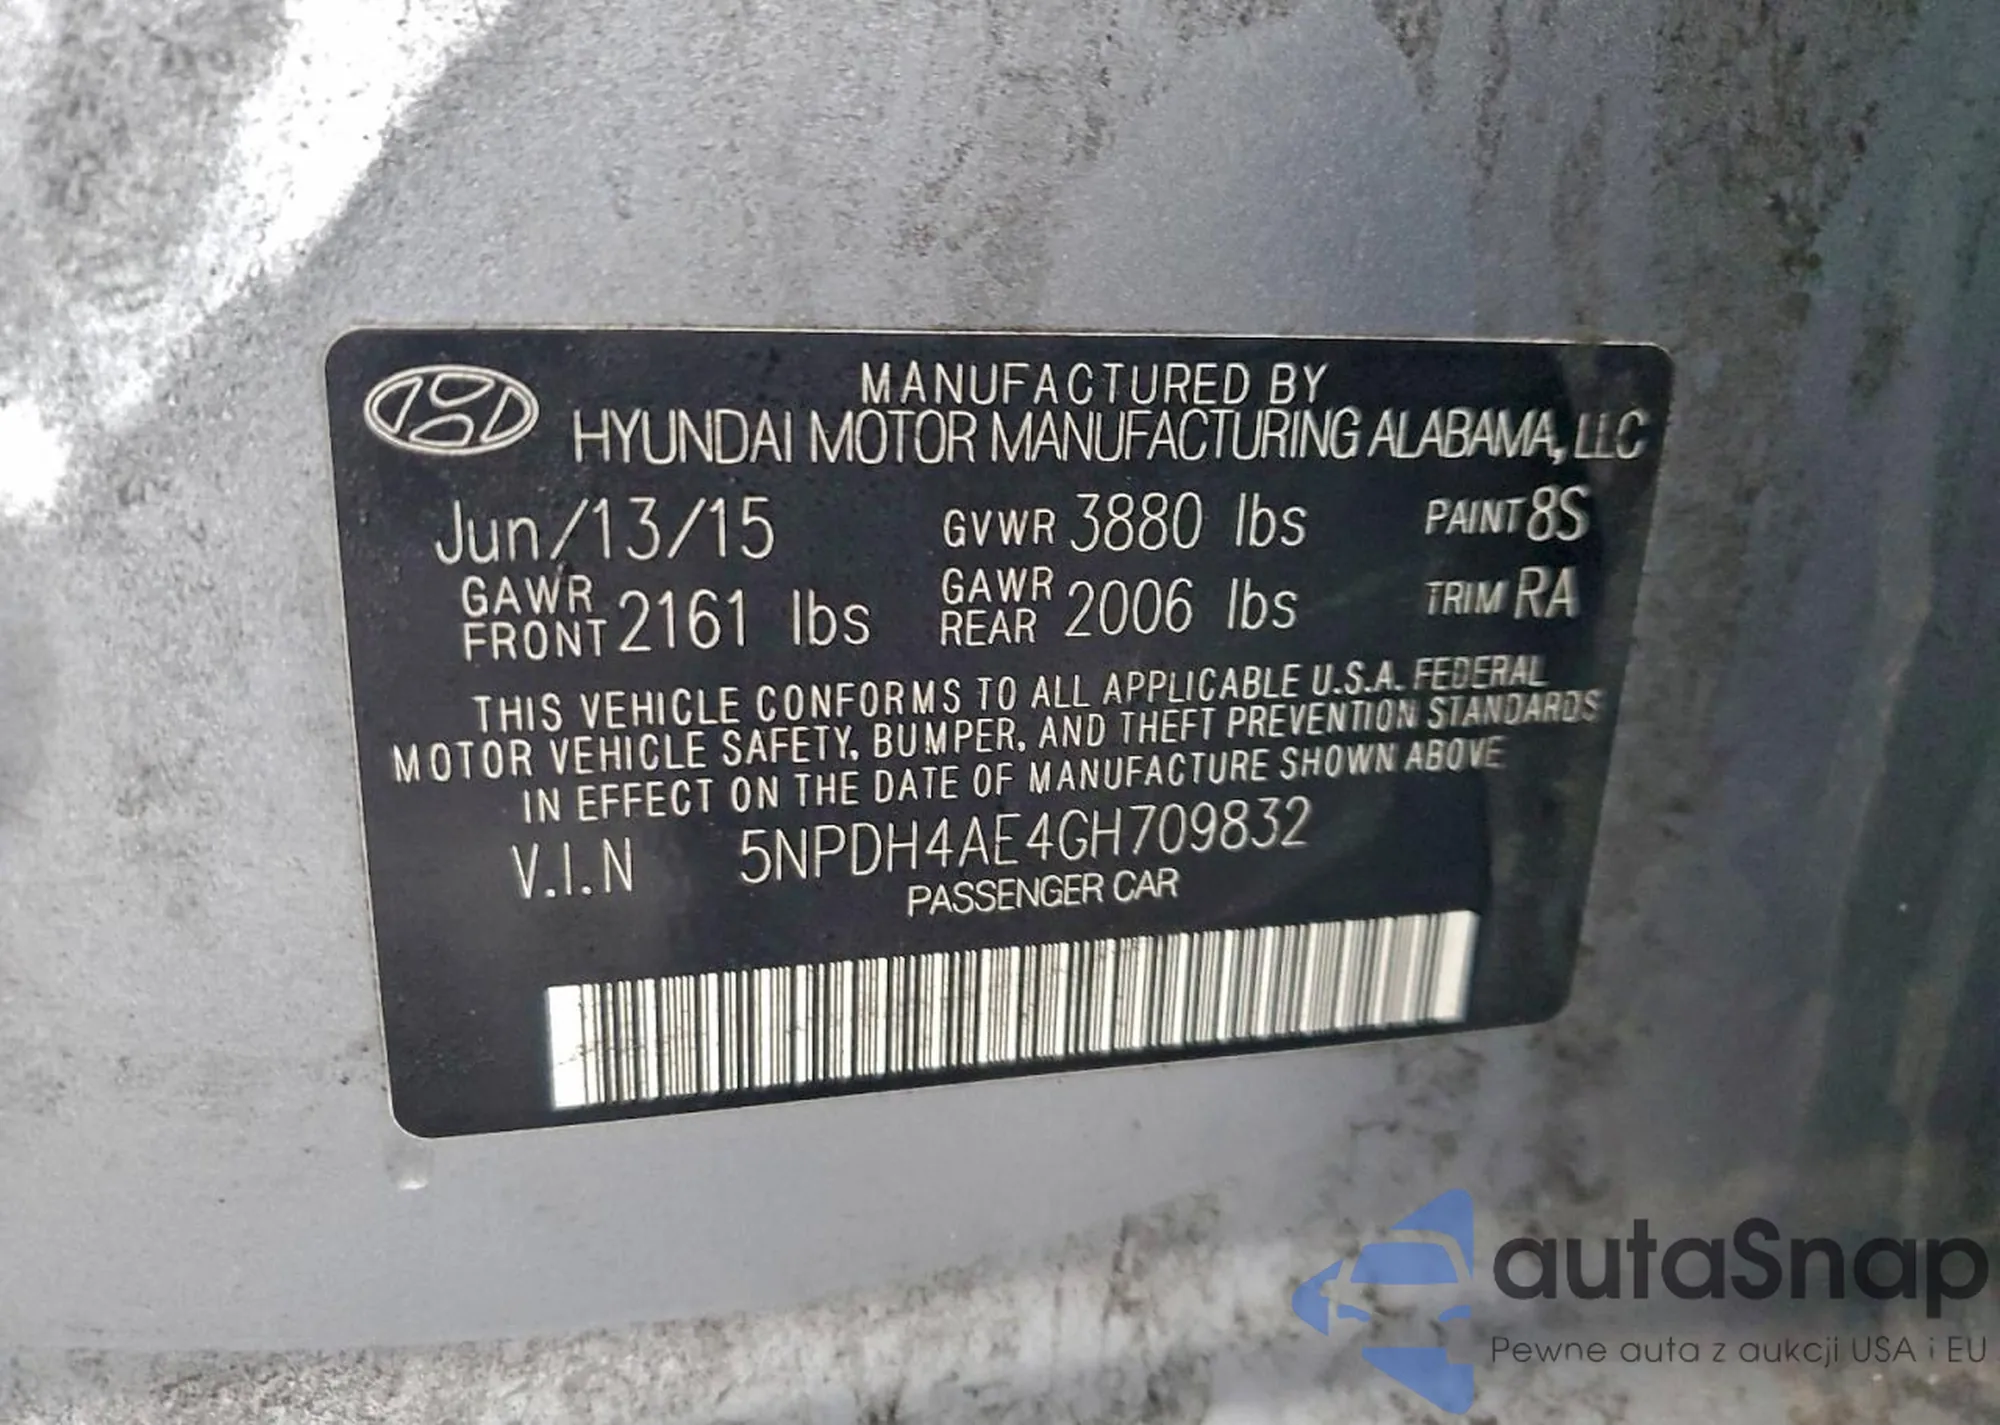 MANUFACTURED BY
HYUNDAI MOTOR MANUFACTURING ALABAMA, LLC
Jun/13/15 GVWR 3880 lbs PAINT 8S
GAWR FRONT 2161 lbs GAWR REAR 2006 lbs TRIM RA
THIS VEHICLE CONFORMS TO ALL APPLICABLE U.S.A. FEDERAL
MOTOR VEHICLE SAFETY, BUMPER, AND THEFT PREVENTION STANDARDS
IN EFFECT ON THE DATE OF MANUFACTURE SHOWN ABOVE
V.I.N 5NPDH4AE4GH709832
PASSENGER CAR
autaSnap
Pewne auta z aukcji USA i EU